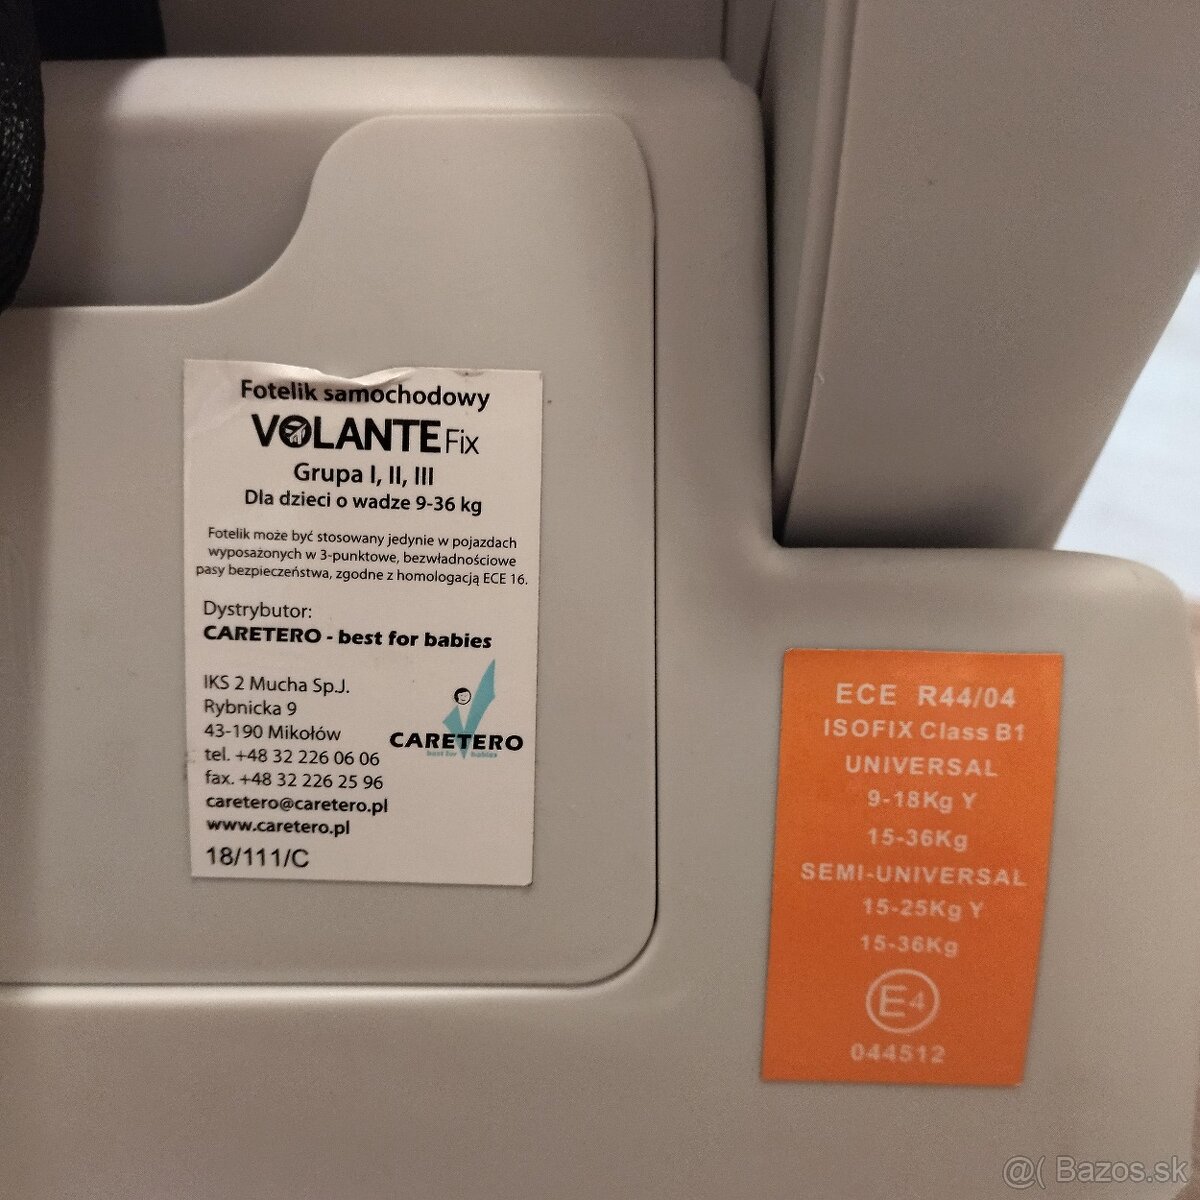 Fotelik samochodowy
VOLANTE Fix
Grupa I, II, III
Dla dzieci o wadze 9-36 kg
Fotelik może być stosowany jedynie w pojazdach
wyposażonych w 3-punktowe, bezwładnościowe
pasy bezpieczeństwa, zgodne z homologacją ECE 16.
Dystrybutor:
CARETERO - best for babies
IKS 2 Mucha Sp.J.
Rybnicka 9
43-190 Mikołów
tel. +48 32 226 06 06
fax. +48 32 226 25 96
caretero@caretero.pl
www.caretero.pl
18/111/C
CARETERO
best for babies
ECE R44/04
ISOFIX Class B1
UNIVERSAL
9-18Kg Y
15-36Kg
SEMI-UNIVERSAL
15-25Kg Y
15-36Kg
E4
044512
@( Bazos.sk